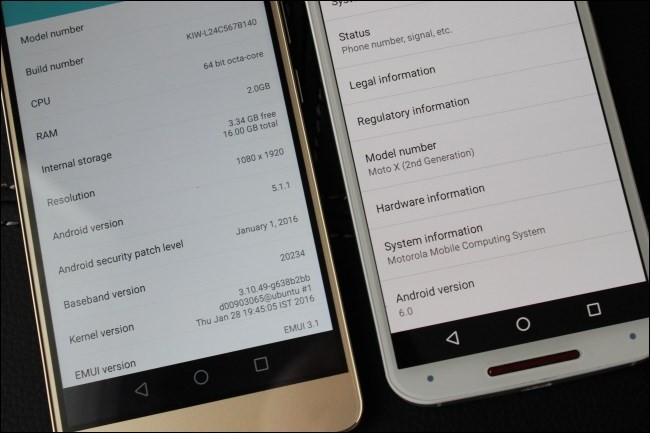 Model number
Build number KIW-L24C567B140
CPU 64 bit octa-core
RAM 2.0GB
Internal storage 3.34 GB free
16.00 GB total
Resolution 1080 x 1920
Android version 5.1.1
Android security patch level January 1, 2016
Baseband version 20234
Kernel version 3.10.49-g638b2bb
d00903065@ubuntu #1
Thu Jan 28 19:45:05 IST 2016
EMUI version EMUI 3.1
Status
Phone number, signal, etc.
Legal information
Regulatory information
Model number
Moto X (2nd Generation)
Hardware information
System information
Motorola Mobile Computing System
Android version
6.0